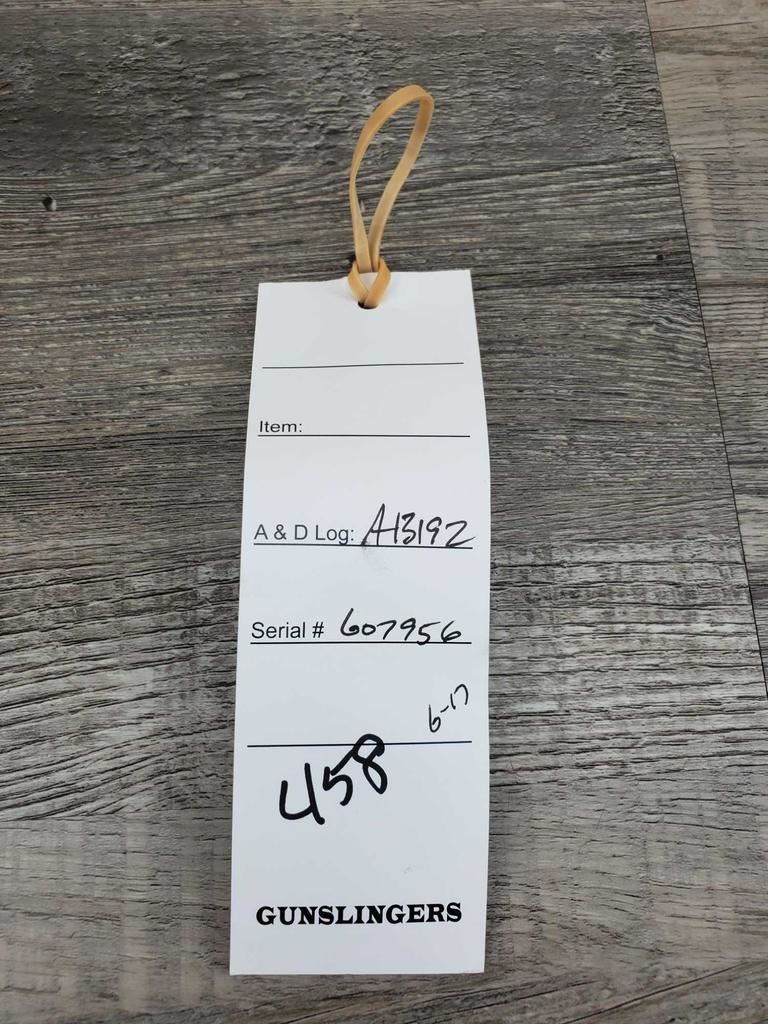 Item:
A & D Log: A13192
Serial # 607956
6-17
458
GUNSLINGERS